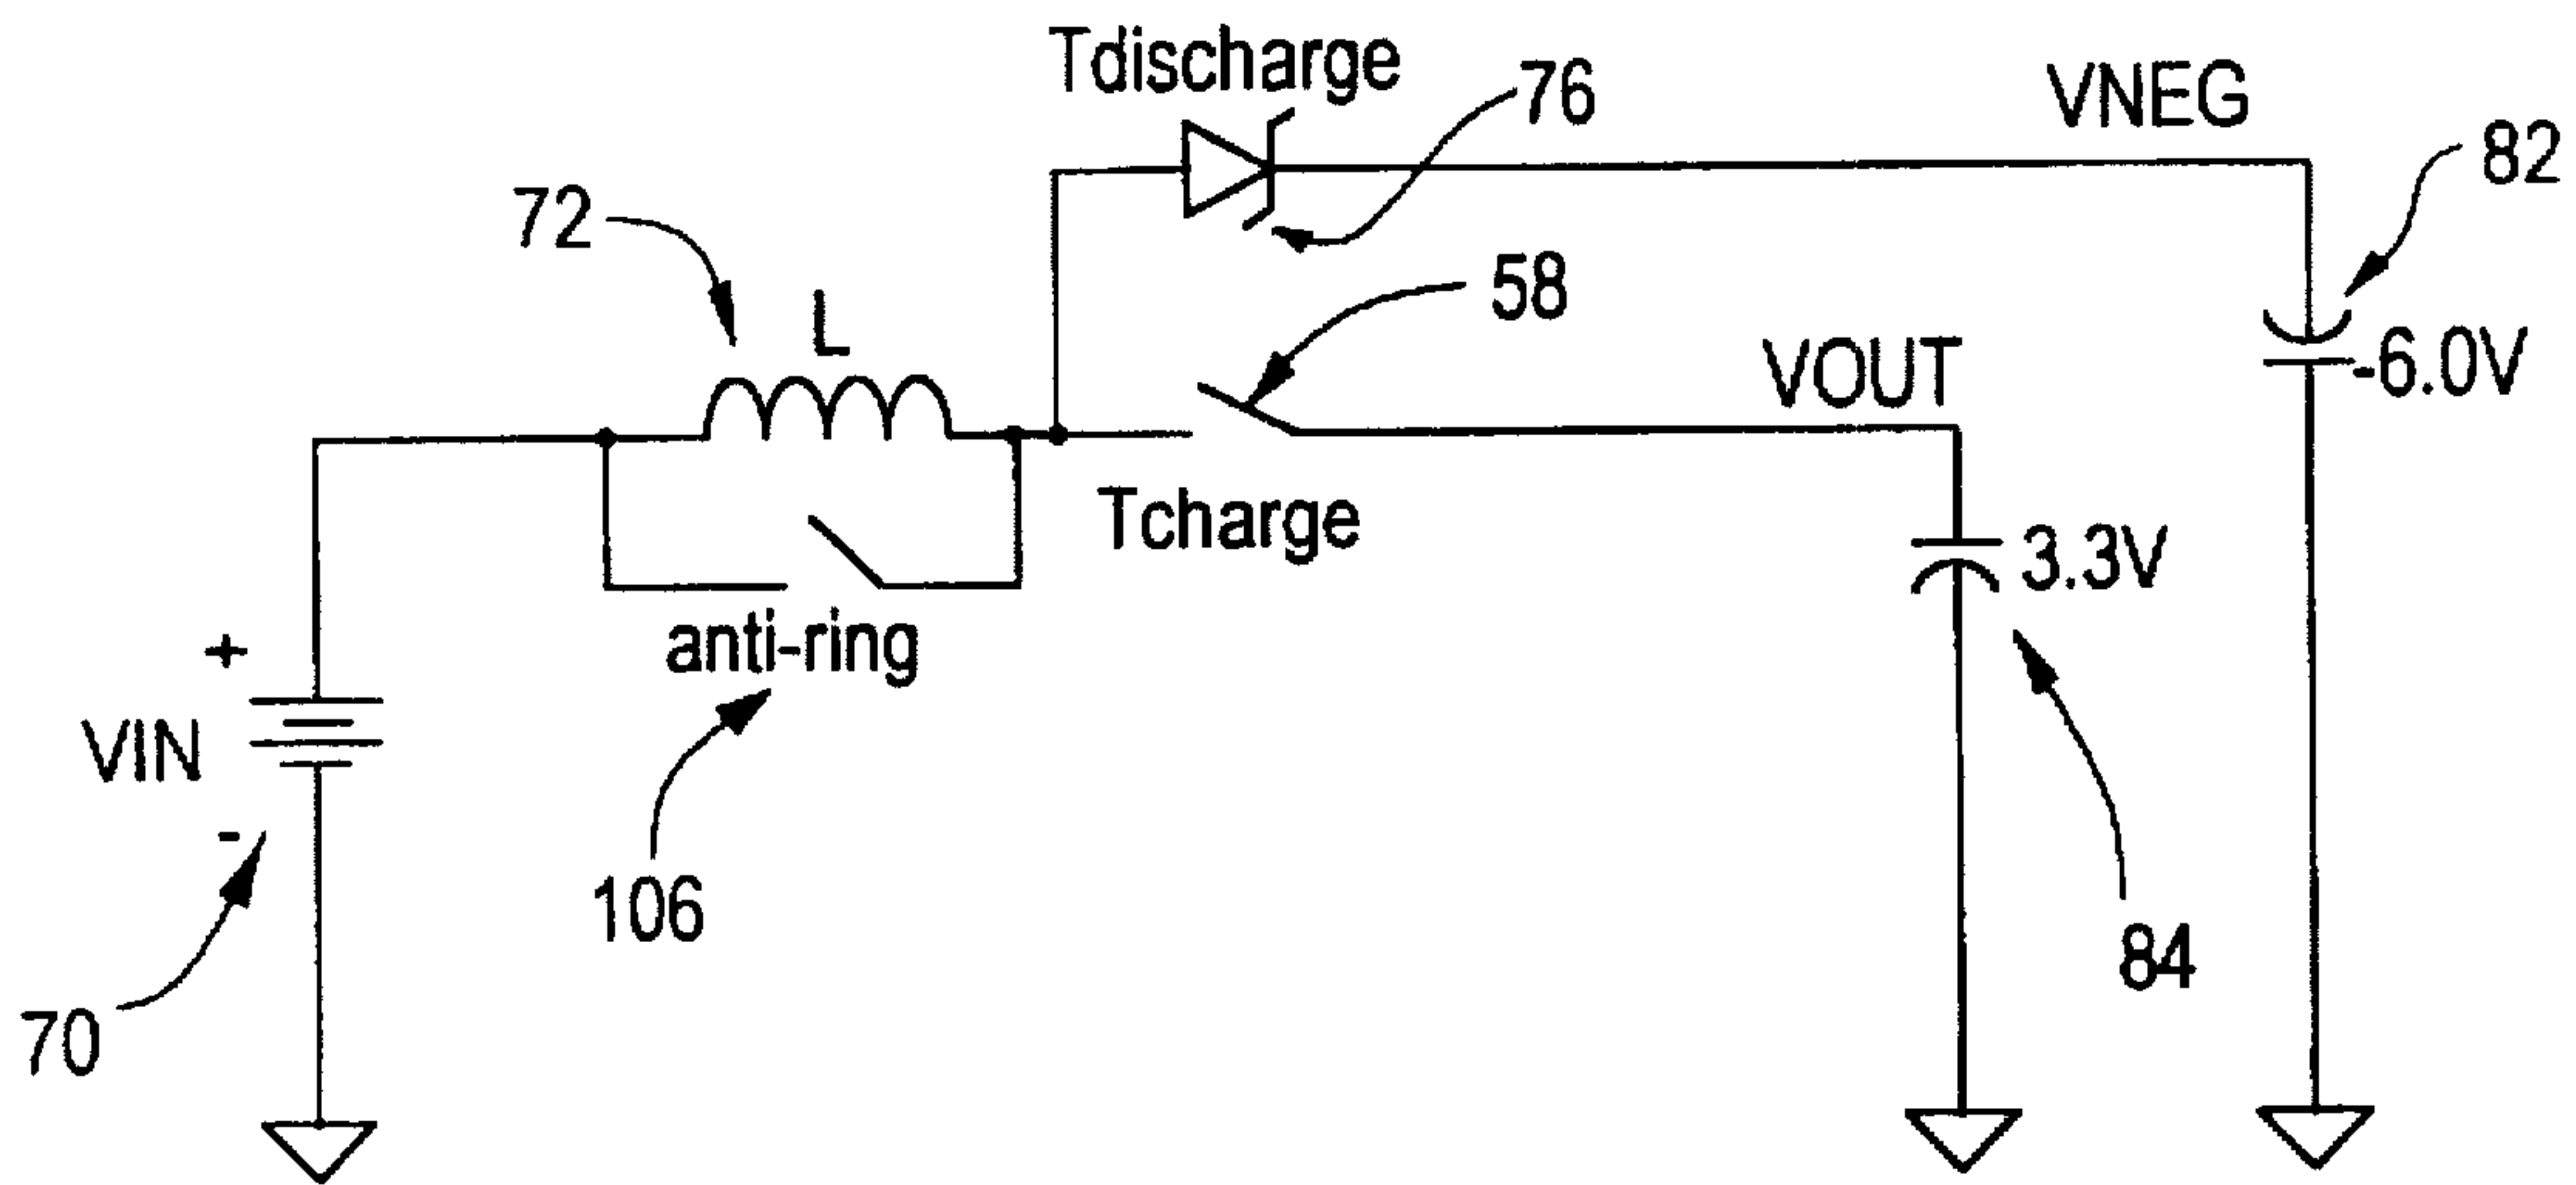 Tdischarge
76
VNEG
82
72
58
L
VOUT
-6.0V
Tcharge
3.3V
+
anti-ring
VIN
-
106
84
70